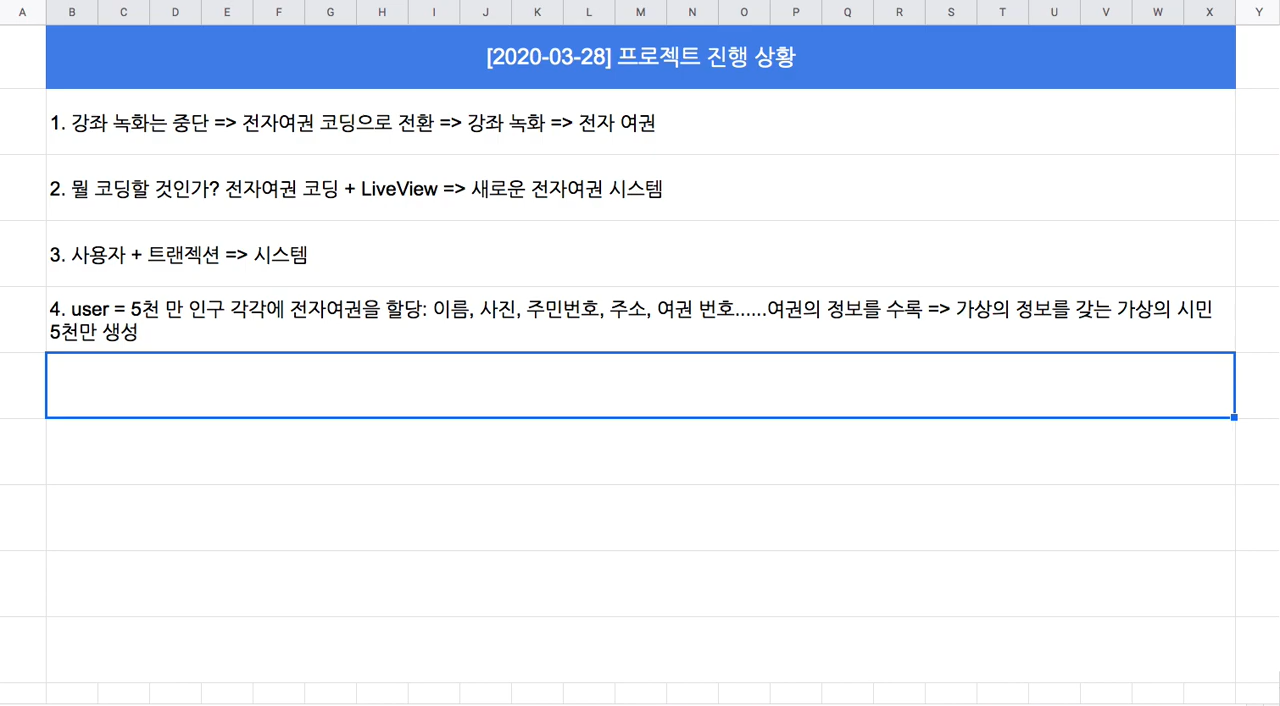 A B C D E F G H I J K L M N O P Q R S T U V W X Y
[2020-03-28] 프로젝트 진행 상황
1. 강좌 녹화는 중단 => 전자여권 코딩으로 전환 => 강좌 녹화 => 전자 여권
2. 뭘 코딩할 것인가? 전자여권 코딩 + LiveView => 새로운 전자여권 시스템
3. 사용자 + 트랜젝션 => 시스템
4. user = 5천 만 인구 각각에 전자여권을 할당: 이름, 사진, 주민번호, 주소, 여권 번호......여권의 정보를 수록 => 가상의 정보를 갖는 가상의 시민
5천만 생성